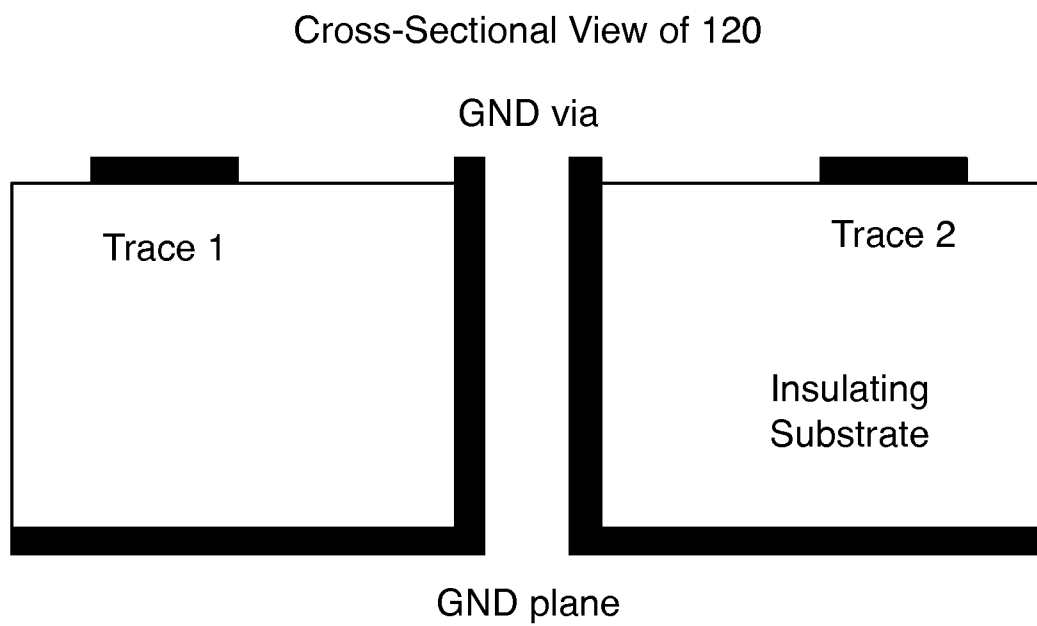 Cross-Sectional View of 120
GND via
Trace 1
Trace 2
Insulating
Substrate
GND plane